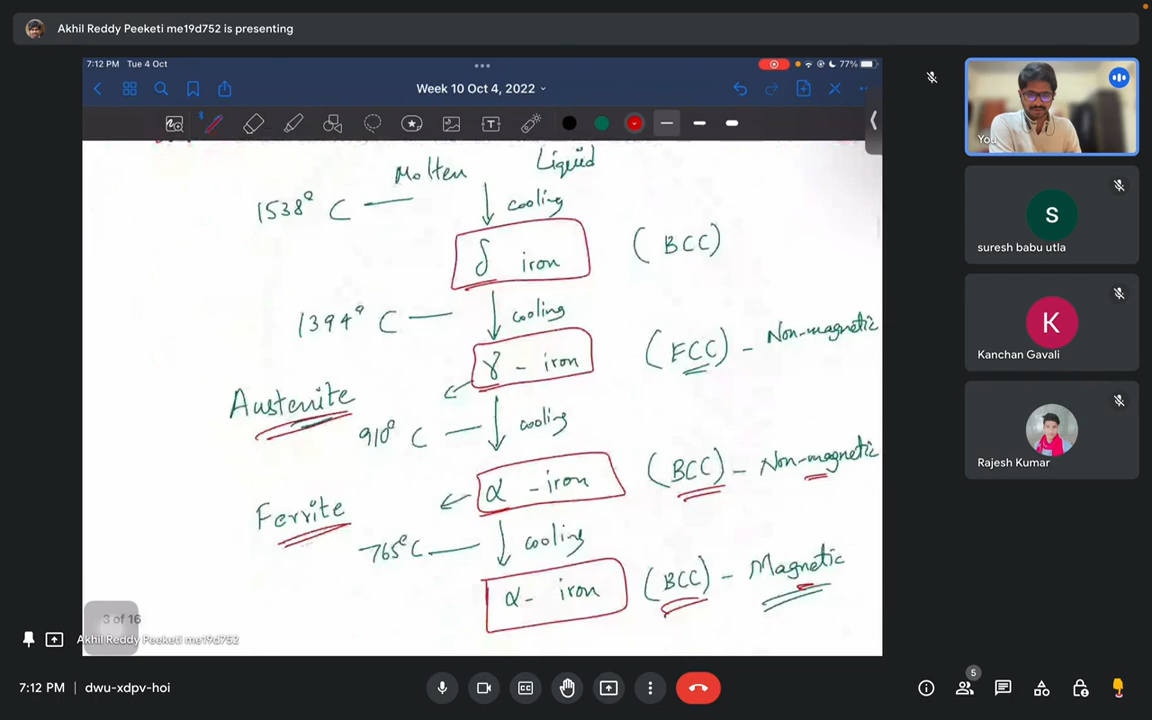 Akhil Reddy Peeketi me19d752 is presenting
7:12 PM Tue 4 Oct
77%
Week 10 Oct 4, 2022
T
Molten Liquid
1538° C — cooling
δ iron (BCC)
1394° C — cooling
γ - iron (FCC) - Non-magnetic
Austenite
910° C — cooling
α - iron (BCC) - Non-magnetic
Ferrite
765°C — cooling
α - iron (BCC) - Magnetic
3 of 16
Akhil Reddy Peeketi me19d752
You
S
suresh babu utla
K
Kanchan Gavali
Rajesh Kumar
7:12 PM | dwu-xdpv-hoi
CC
5